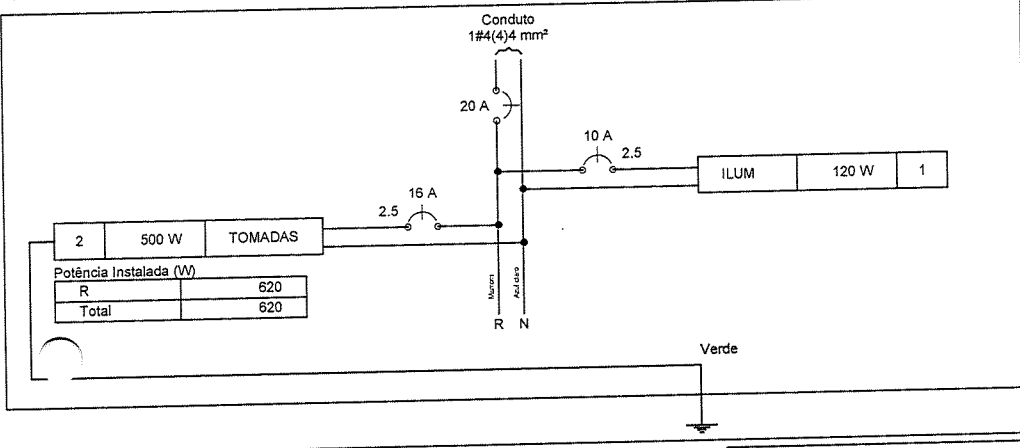 Conduto
1#4(4)4 mm²
20 A
10 A
2.5
ILUM 120 W 1
16 A
2.5
2 500 W TOMADAS
Potência Instalada (W)
R 620
Total 620
Marrom
Azul claro
R N
Verde